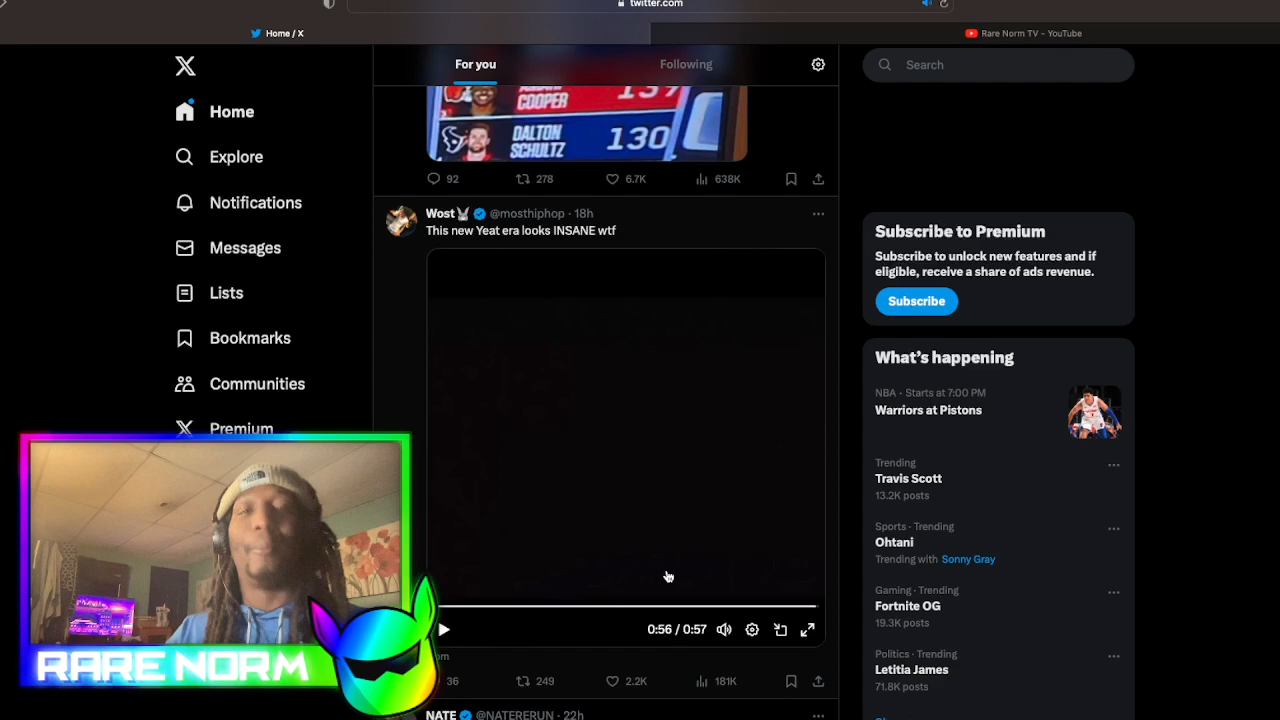 twitter.com
Home / X
Rare Norm TV - YouTube
For you
Following
Search
Home
Explore
Notifications
Messages
Lists
Bookmarks
Communities
Premium
COOPER
137
DALTON
SCHULTZ
130
92
278
6.7K
638K
Wost @mosthiphop · 18h
This new Yeat era looks INSANE wtf
0:56 / 0:57
36
249
2.2K
181K
NATE @NATERERUN · 22h
Subscribe to Premium
Subscribe to unlock new features and if
eligible, receive a share of ads revenue.
Subscribe
What's happening
NBA · Starts at 7:00 PM
Warriors at Pistons
Trending
Travis Scott
13.2K posts
Sports · Trending
Ohtani
Trending with Sonny Gray
Gaming · Trending
Fortnite OG
19.3K posts
Politics · Trending
Letitia James
71.8K posts
RARE NORM